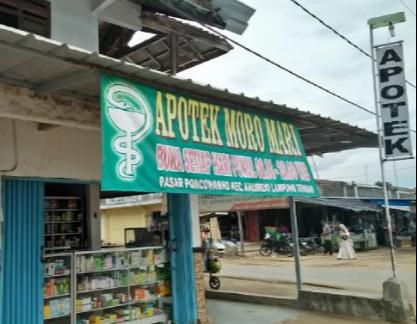 APOTEK MORO MARI
BUKA SETIAP HARI PUKUL
PASAR PONCOWARNO KEC. KALIREJO LAMPUNG TENGAH
APOTEK